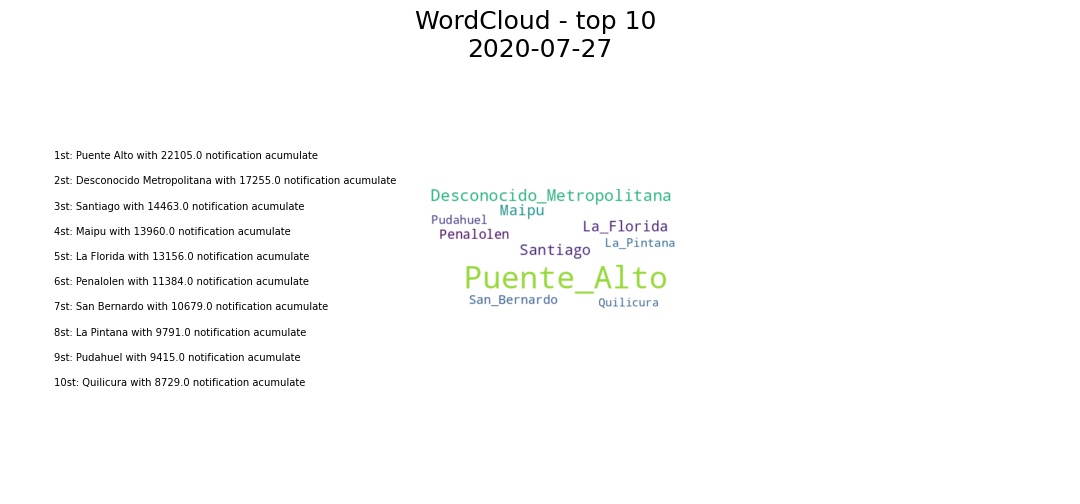 WordCloud - top 10
2020-07-27
1st: Puente Alto with 22105.0 notification acumulate
2st: Desconocido Metropolitana with 17255.0 notification acumulate
3st: Santiago with 14463.0 notification acumulate
4st: Maipu with 13960.0 notification acumulate
5st: La Florida with 13156.0 notification acumulate
6st: Penalolen with 11384.0 notification acumulate
7st: San Bernardo with 10679.0 notification acumulate
8st: La Pintana with 9791.0 notification acumulate
9st: Pudahuel with 9415.0 notification acumulate
10st: Quilicura with 8729.0 notification acumulate
Desconocido_Metropolitana
Maipu
Pudahuel
La_Florida
Penalolen
La_Pintana
Santiago
Puente_Alto
San_Bernardo
Quilicura